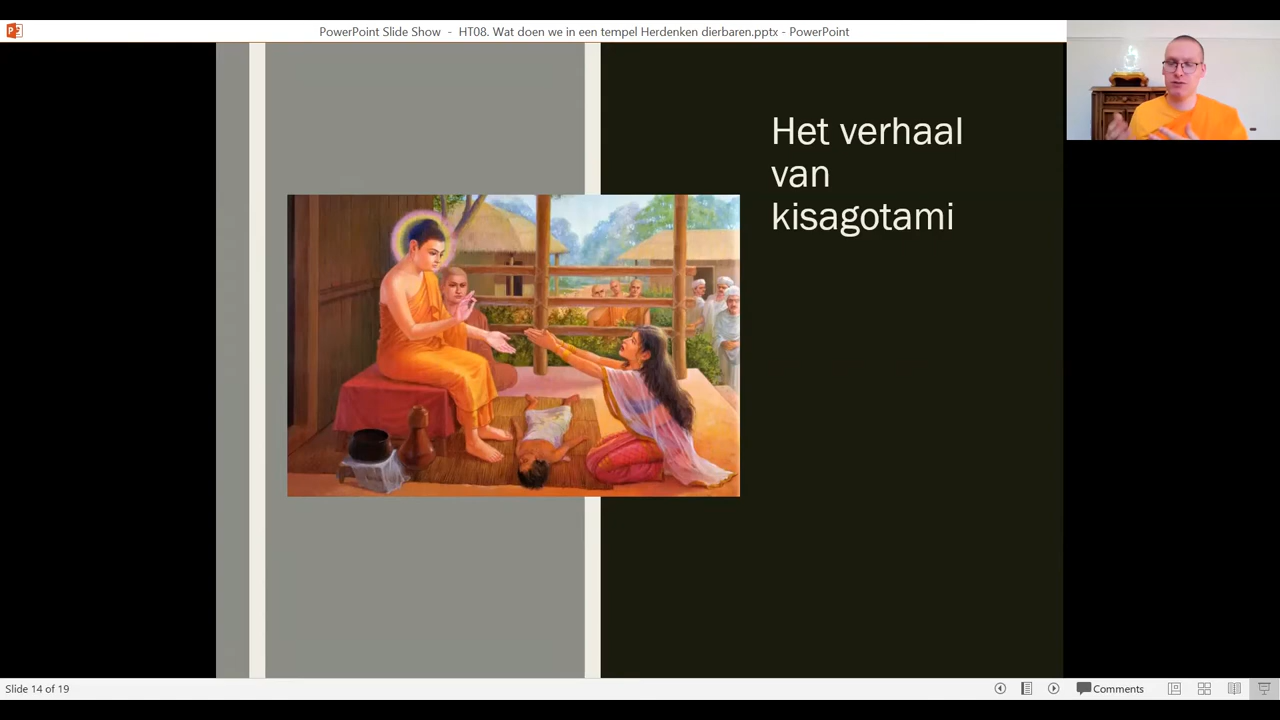 PowerPoint Slide Show - HT08. Wat doen we in een tempel Herdenken dierbaren.pptx - PowerPoint
Het verhaal
van
kisagotami
Slide 14 of 19
Comments